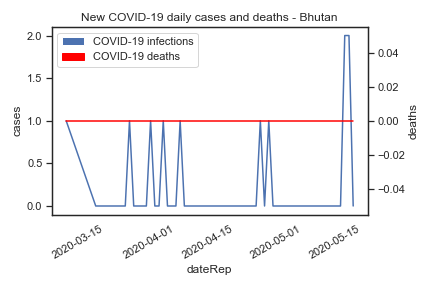 New COVID-19 daily cases and deaths - Bhutan
COVID-19 infections
COVID-19 deaths
2.0
1.5
1.0
0.5
0.0
cases
0.04
0.02
0.00
−0.02
−0.04
deaths
2020-03-15
2020-04-01
2020-04-15
2020-05-01
2020-05-15
dateRep